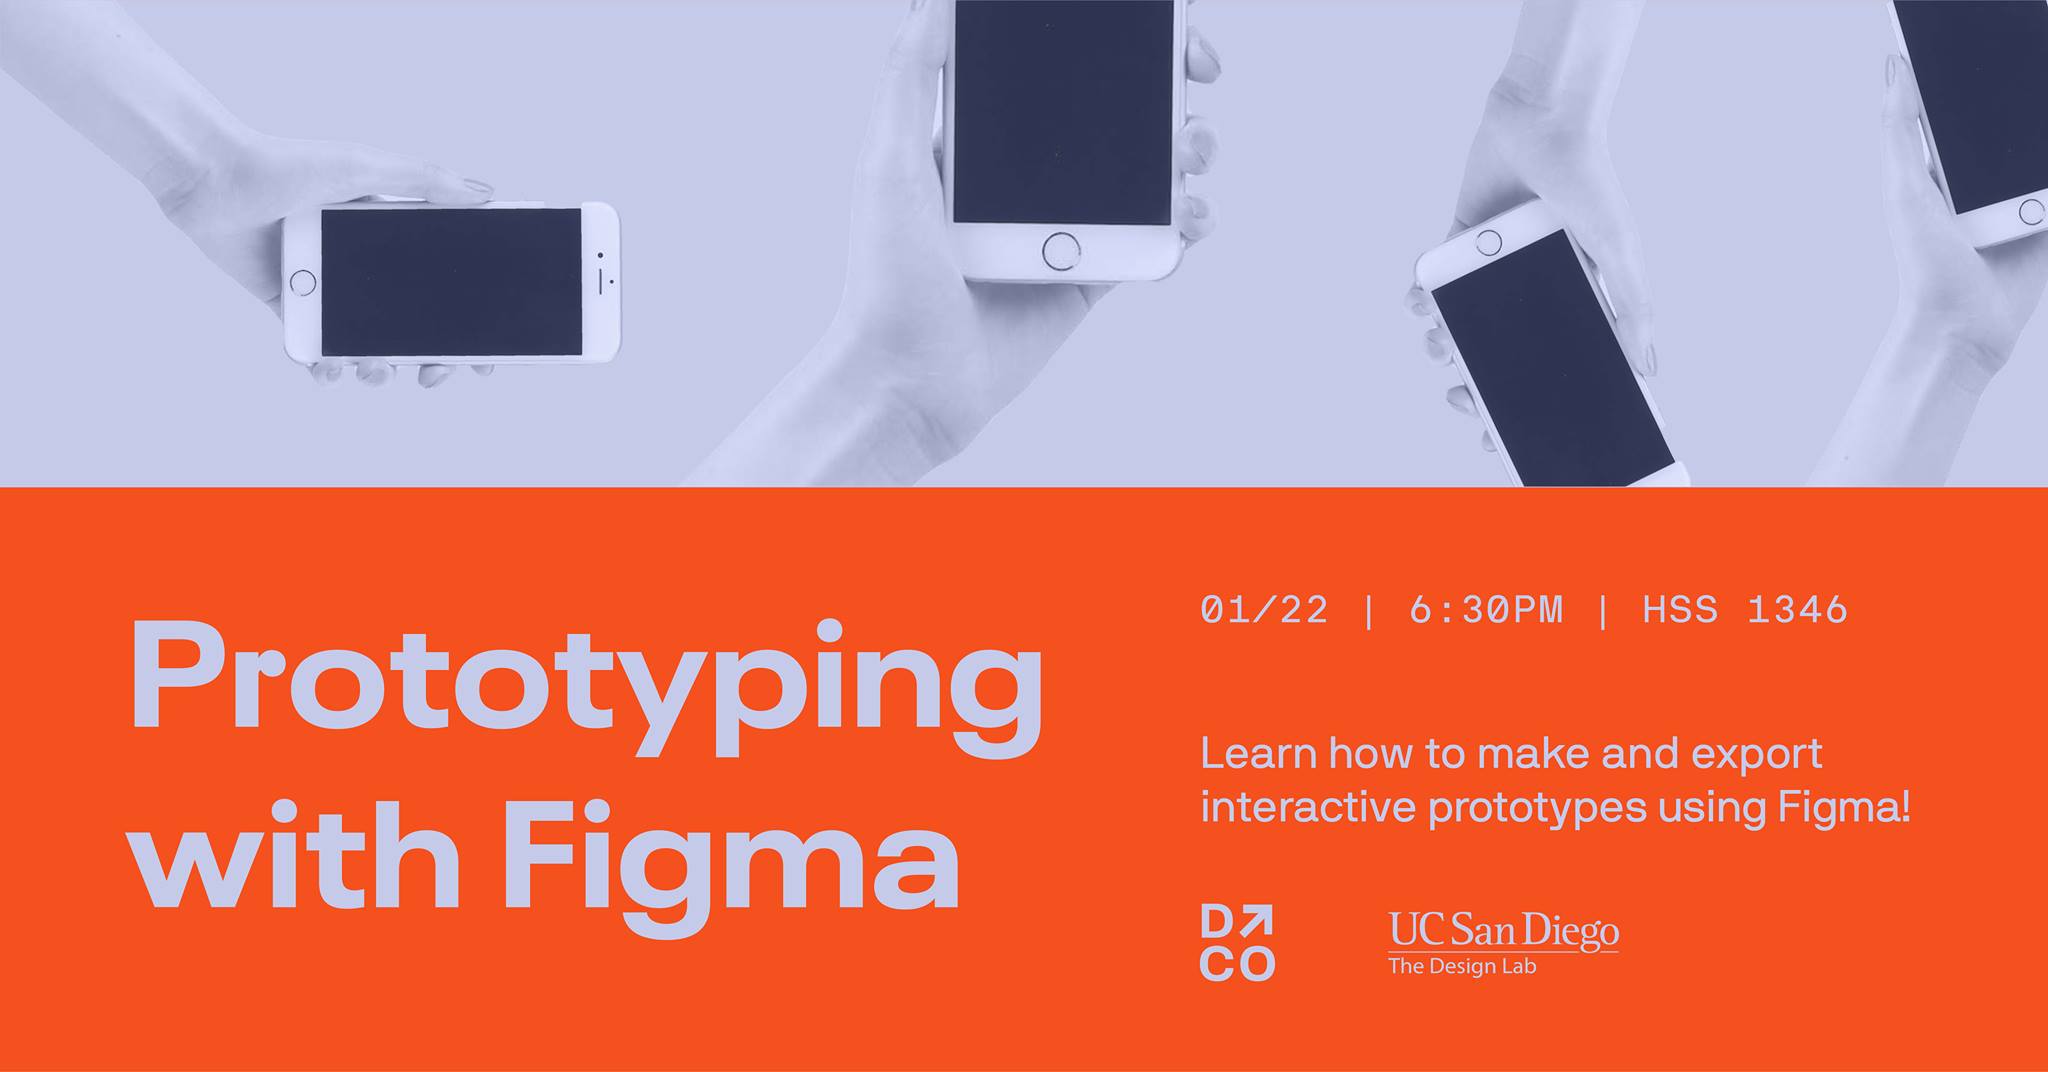 Prototyping
with Figma
01/22 | 6:30PM | HSS 1346
Learn how to make and export
interactive prototypes using Figma!
D↗
CO
UC San Diego
The Design Lab